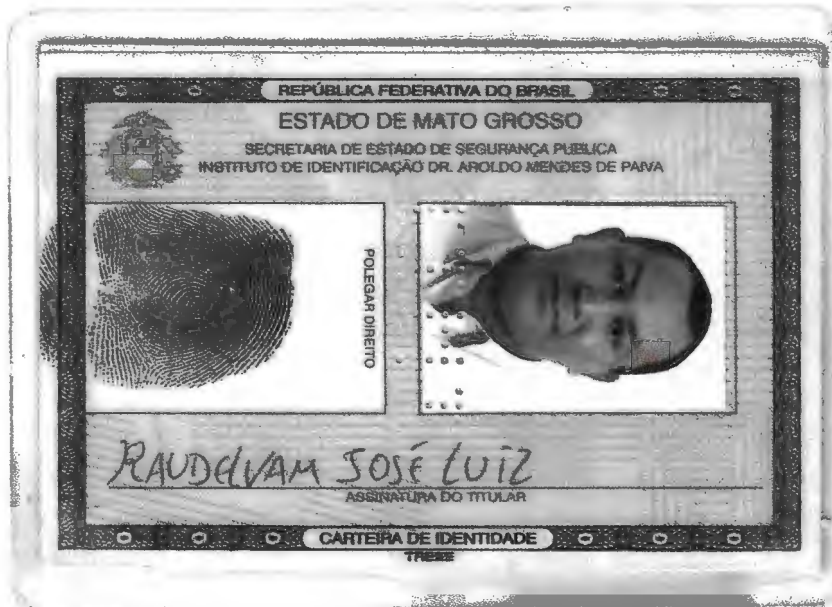 REPÚBLICA FEDERATIVA DO BRASIL
ESTADO DE MATO GROSSO
SECRETARIA DE ESTADO DE SEGURANÇA PUBLICA
INSTITUTO DE IDENTIFICAÇÃO DR. AROLDO MENDES DE PAIVA
POLEGAR DIREITO
RAUDELVAM JOSÉ LUIZ
ASSINATURA DO TITULAR
CARTEIRA DE IDENTIDADE